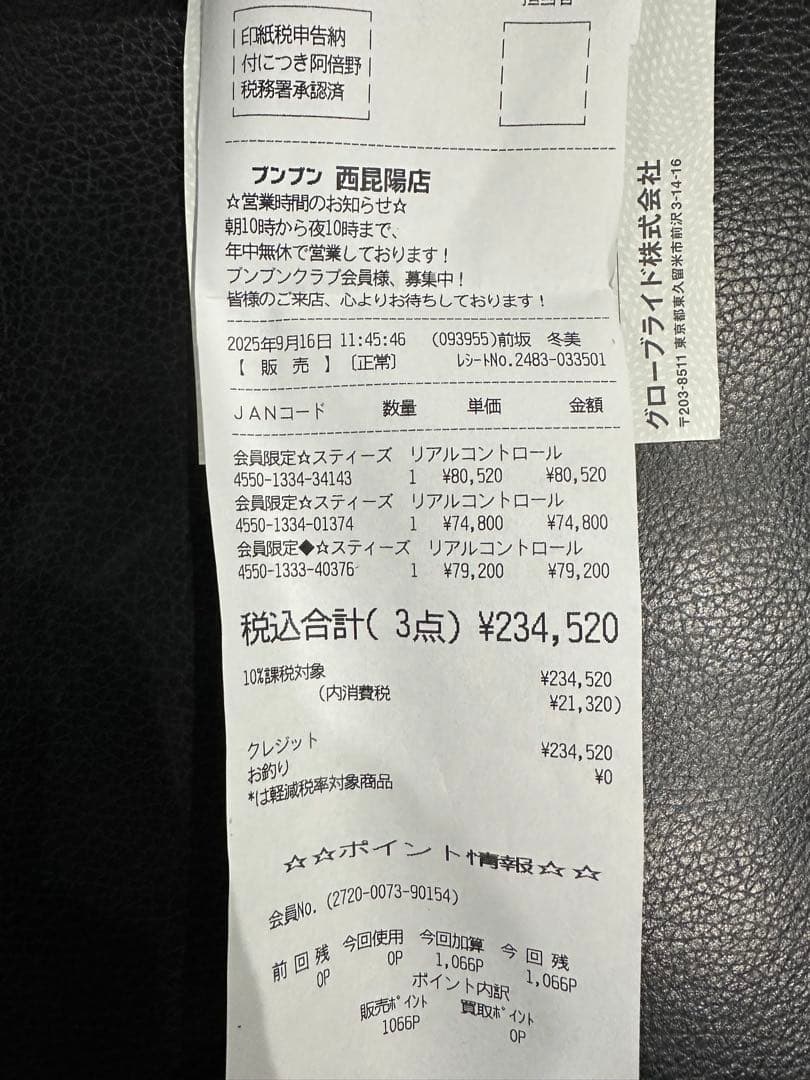 印紙税申告納
付につき阿倍野
税務署承認済
ブンブン 西昆陽店
☆営業時間のお知らせ☆
朝10時から夜10時まで、
年中無休で営業しております!
ブンブンクラブ会員様、募集中!
皆様のご来店、心よりお待ちしております!
2025年9月16日 11:45:46 (093955)前坂 冬美
【 販 売 】 〔正常〕 ﾚｼｰﾄNo.2483-033501
JANコード 数量 単価 金額
会員限定☆スティーズ リアルコントロール
4550-1334-34143 1 ¥80,520 ¥80,520
会員限定☆スティーズ リアルコントロール
4550-1334-01374 1 ¥74,800 ¥74,800
会員限定◆☆スティーズ リアルコントロール
4550-1333-40376 1 ¥79,200 ¥79,200
税込合計( 3点) ¥234,520
10%課税対象 ¥234,520
(内消費税 ¥21,320)
クレジット ¥234,520
お釣り ¥0
*は軽減税率対象商品
☆☆ポイント情報☆☆
会員No. (2720-0073-90154)
前回残 今回使用 今回加算 今回残
0P 0P 1,066P 1,066P
ポイント内訳
販売ﾎﾟｲﾝﾄ 買取ﾎﾟｲﾝﾄ
1066P 0P
グローブライド株式会社
〒203-8511 東京都東久留米市前沢3-14-16